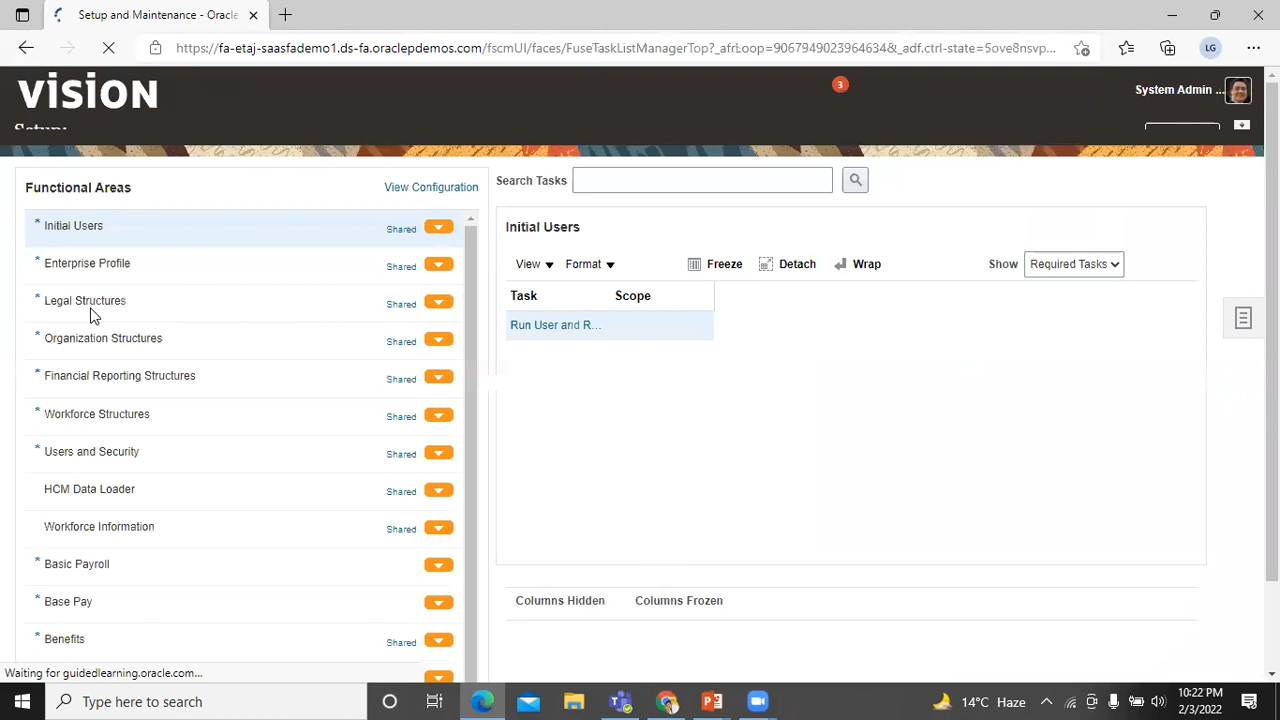 Setup and Maintenance - Oracle
https://fa-etaj-saasfademo1.ds-fa.oraclepdemos.com/fscmUI/faces/FuseTaskListManagerTop?_afrLoop=90679490239646​34&_adf.ctrl-state=5ove8nsvp...
LG
vision
3
System Admin ...
Setup:
Functional Areas
View Configuration
Search Tasks
* Initial Users Shared
* Enterprise Profile Shared
* Legal Structures Shared
* Organization Structures Shared
* Financial Reporting Structures Shared
* Workforce Structures Shared
* Users and Security Shared
HCM Data Loader Shared
Workforce Information Shared
* Basic Payroll
* Base Pay
* Benefits Shared
Initial Users
View Format Freeze Detach Wrap Show Required Tasks
Task Scope
Run User and R...
Columns Hidden Columns Frozen
Waiting for guidedlearning.oracle.com...
Type here to search
14°C Haze
10:22 PM
2/3/2022